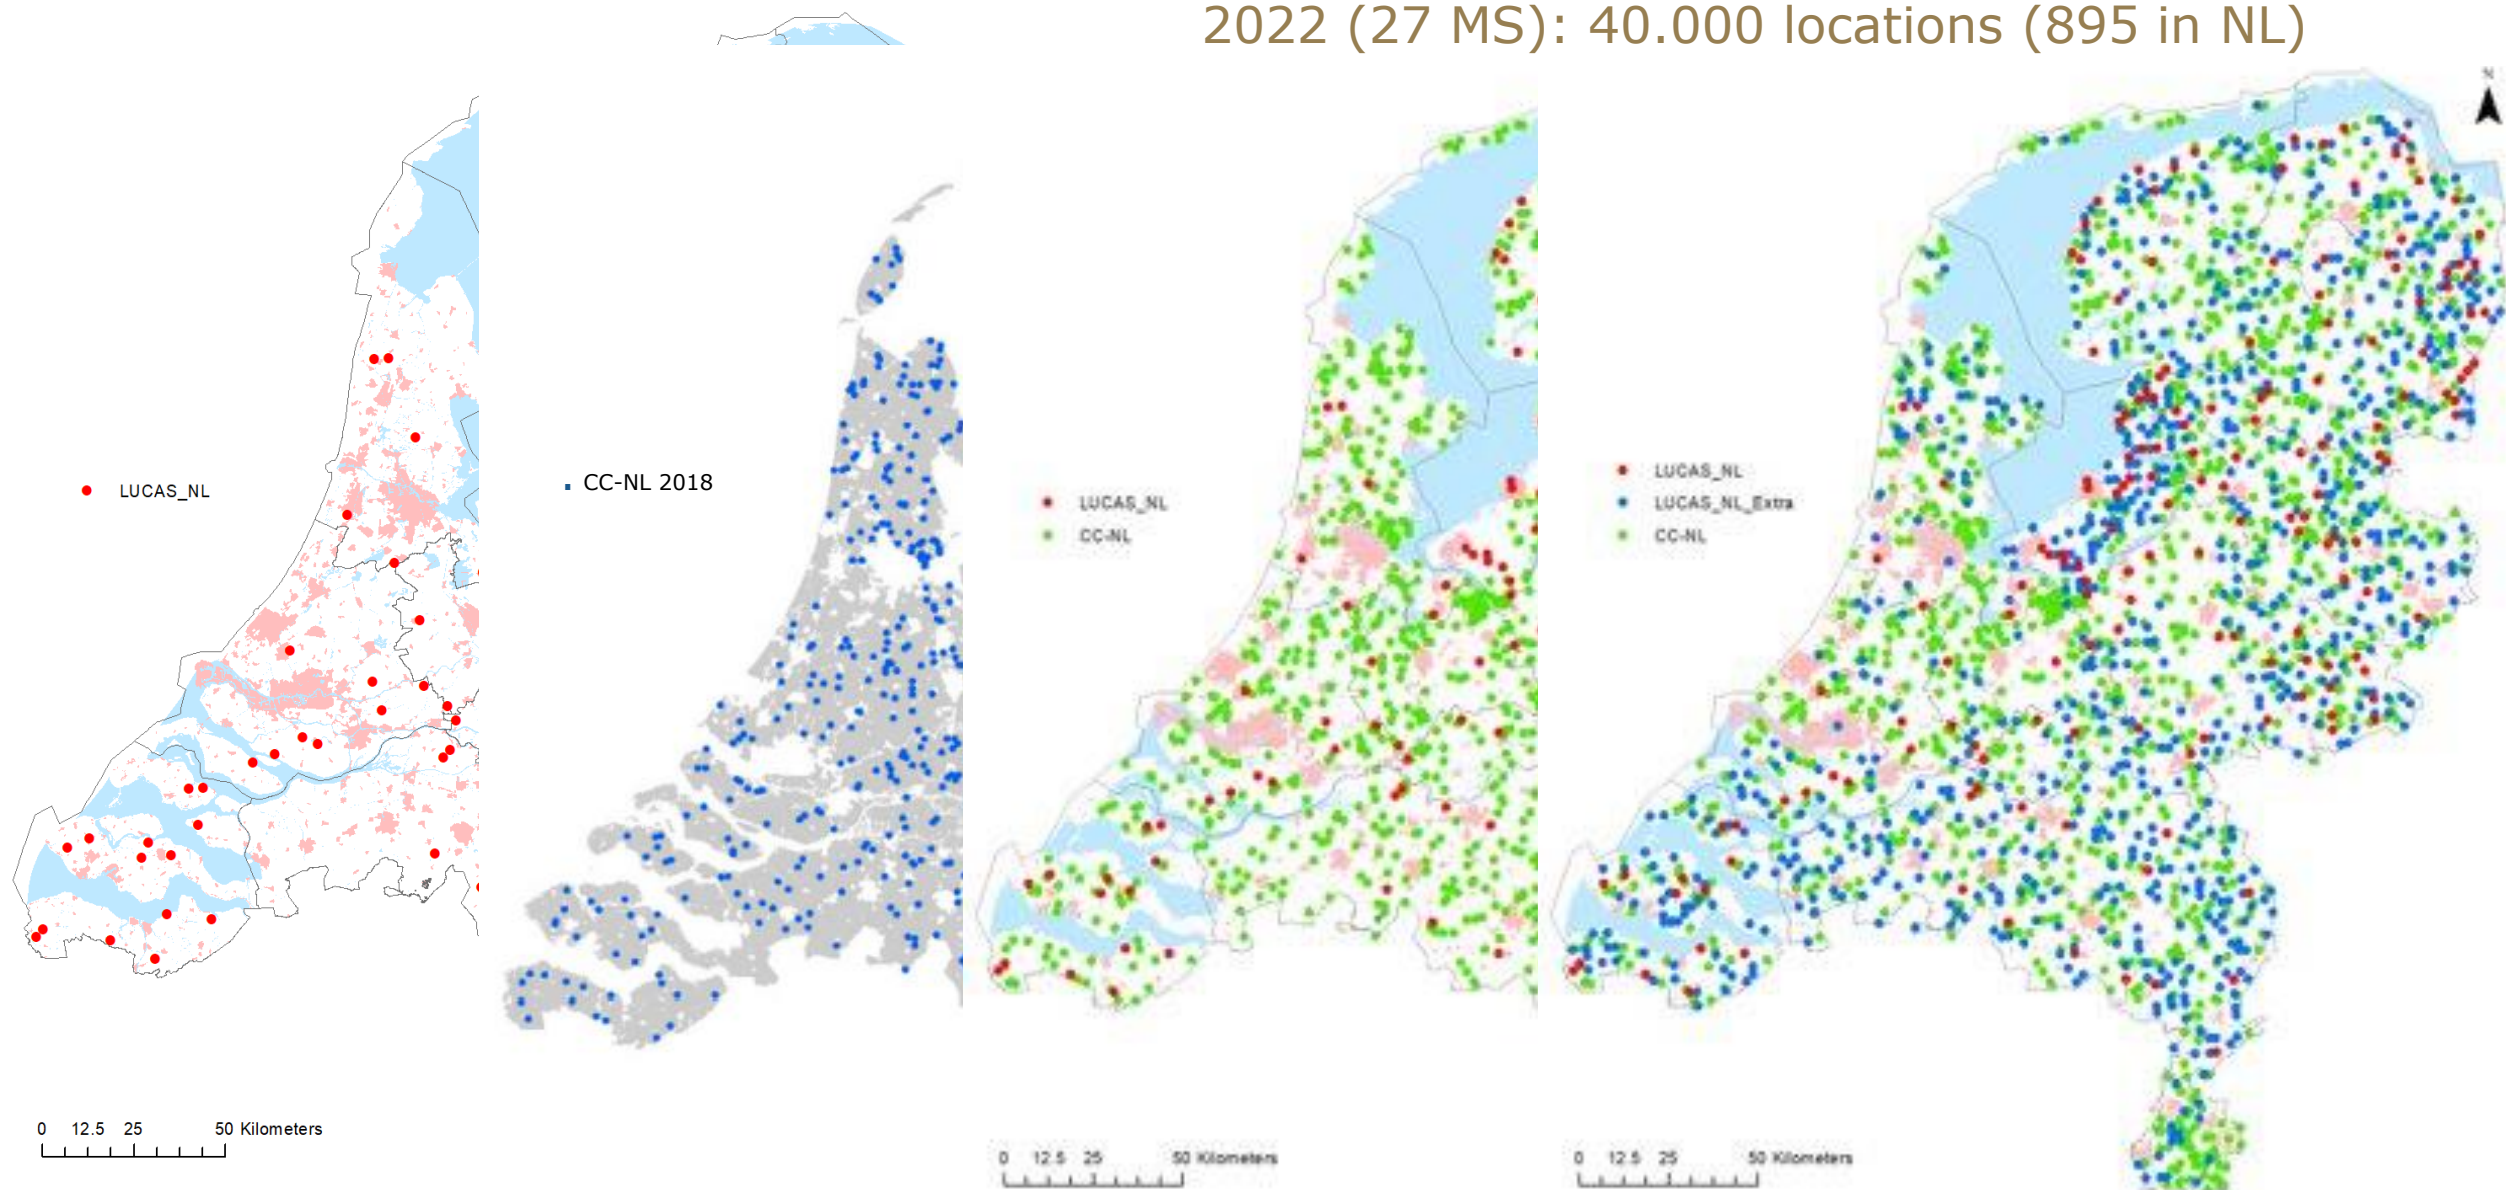 2022 (27 MS): 40.000 locations (895 in NL)
N
LUCAS_NL
CC-NL 2018
LUCAS_NL
CC-NL
LUCAS_NL
LUCAS_NL_Extra
CC-NL
0 12.5 25 50 Kilometers
0 12.5 25 50 Kilometers
0 12.5 25 50 Kilometers